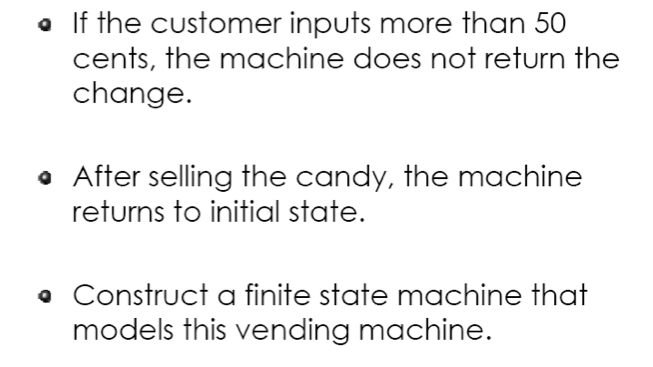 If the customer inputs more than 50
cents, the machine does not return the
change.
After selling the candy, the machine
returns to initial state.
Construct a finite state machine that
models this vending machine.